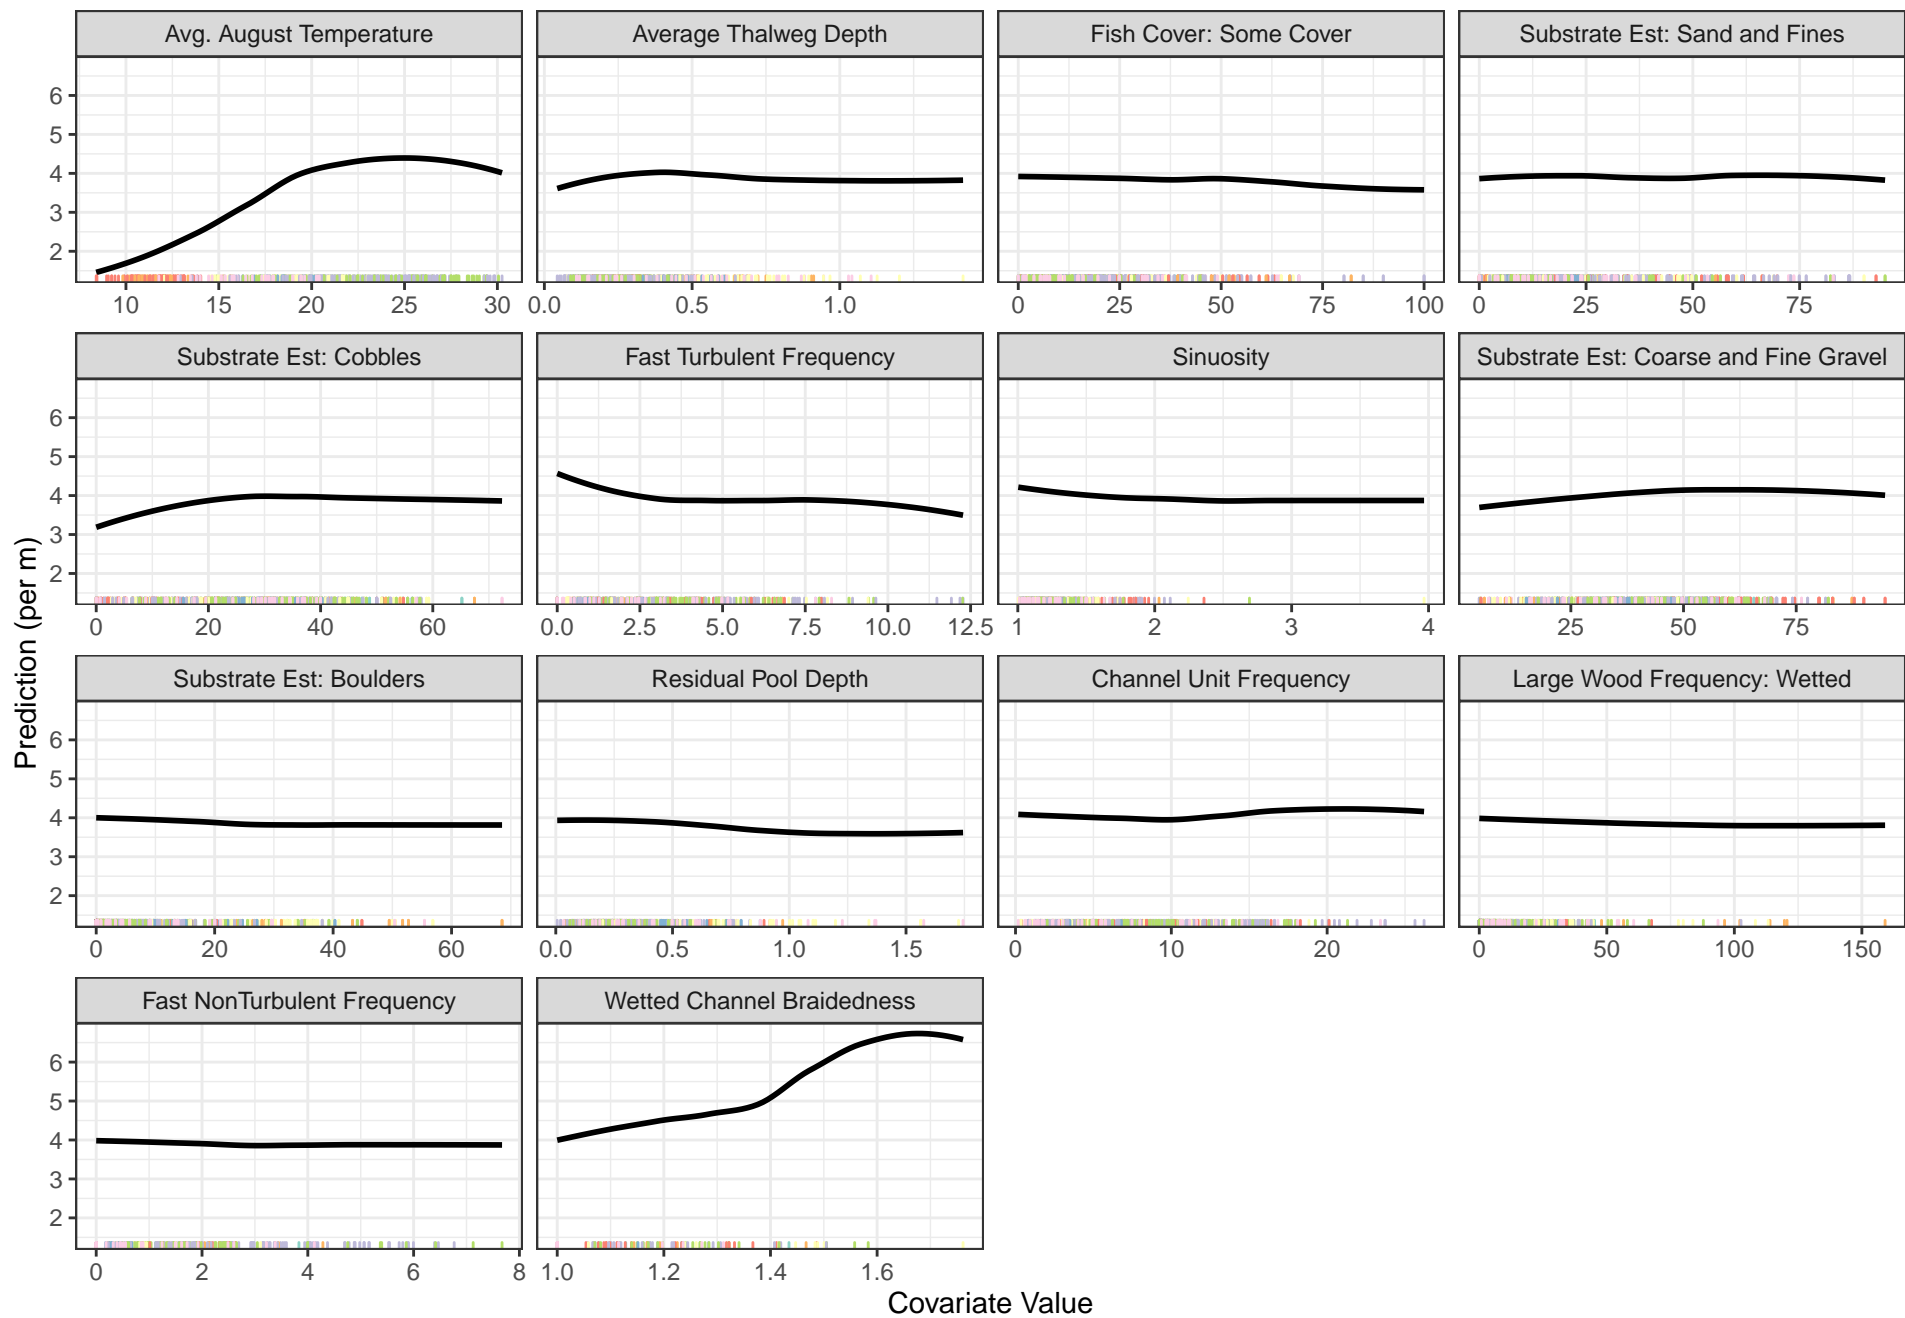 Avg. August Temperature
Average Thalweg Depth
Fish Cover: Some Cover
Substrate Est: Sand and Fines
6
5
4
3
2
10 15 20 25 30
0.0 0.5 1.0
0 25 50 75 100
0 25 50 75
Substrate Est: Cobbles
Fast Turbulent Frequency
Sinuosity
Substrate Est: Coarse and Fine Gravel
6
5
4
3
2
0 20 40 60
0.0 2.5 5.0 7.5 10.0 12.5
1 2 3 4
25 50 75
Prediction (per m)
Substrate Est: Boulders
Residual Pool Depth
Channel Unit Frequency
Large Wood Frequency: Wetted
6
5
4
3
2
0 20 40 60
0.0 0.5 1.0 1.5
0 10 20
0 50 100 150
Fast NonTurbulent Frequency
Wetted Channel Braidedness
6
5
4
3
2
0 2 4 6 8
1.0 1.2 1.4 1.6
Covariate Value